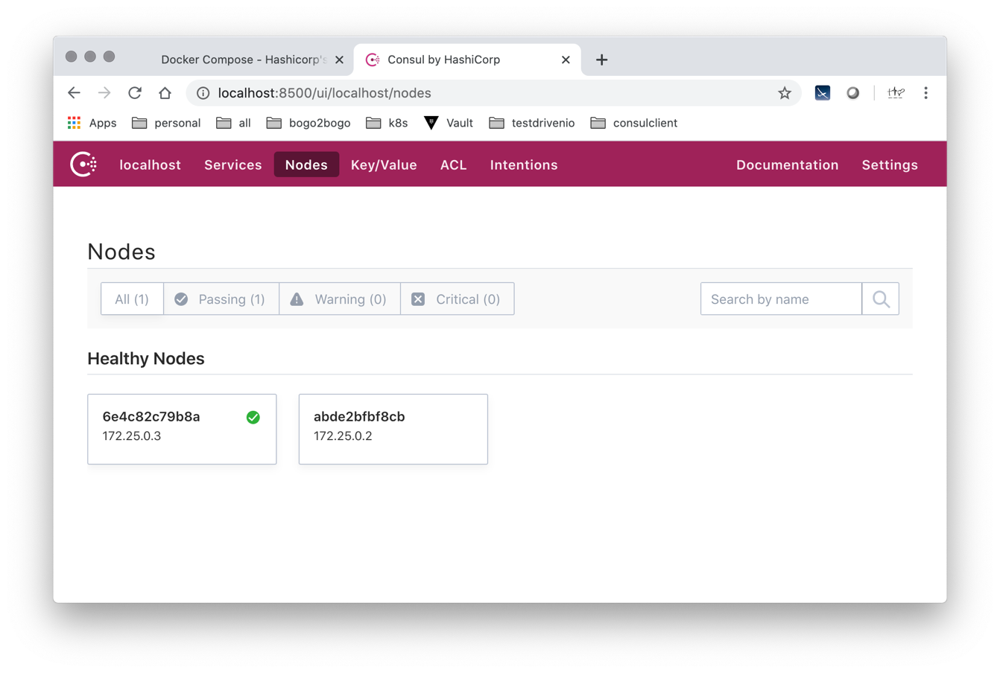 Docker Compose - Hashicorp's
Consul by HashiCorp
localhost:8500/ui/localhost/nodes
Apps personal all bogo2bogo k8s Vault testdrivenio consulclient
localhost Services Nodes Key/Value ACL Intentions Documentation Settings
Nodes
All (1) Passing (1) Warning (0) Critical (0) Search by name
Healthy Nodes
6e4c82c79b8a
172.25.0.3
abde2bfbf8cb
172.25.0.2